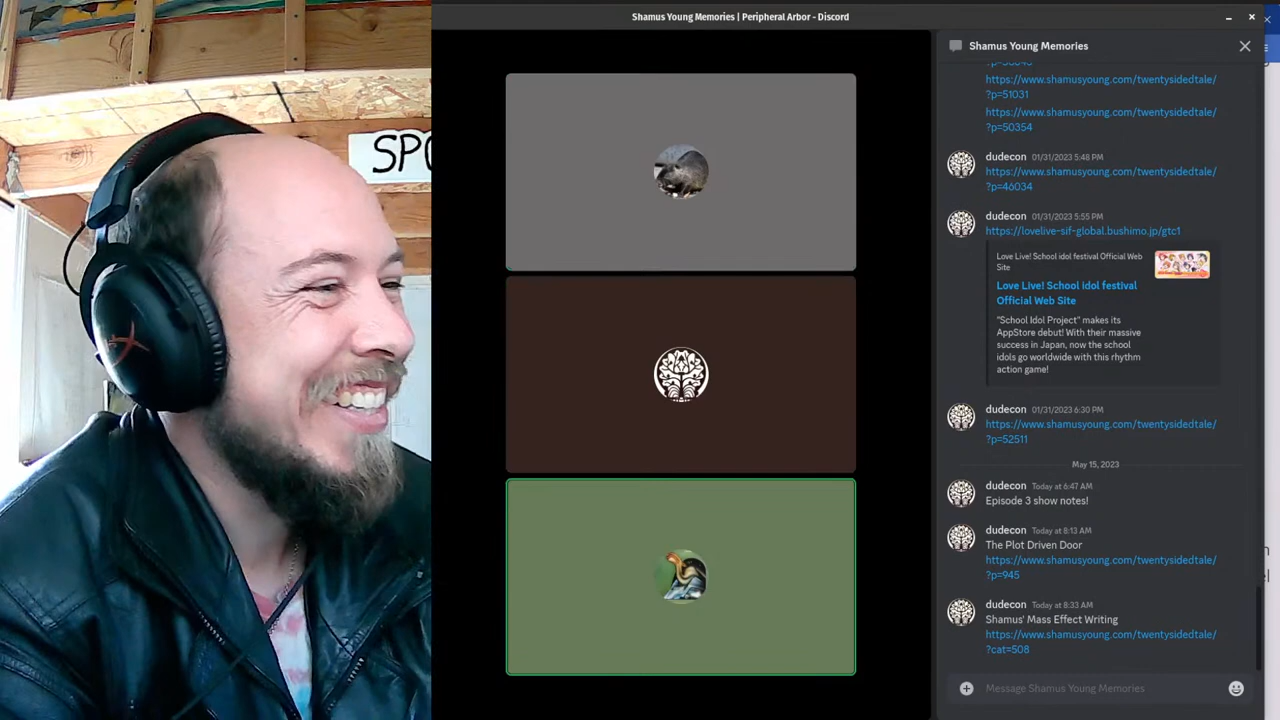 Shamus Young Memories | Peripheral Arbor - Discord
SPO
Shamus Young Memories
https://www.shamusyoung.com/twentysidedtale/
?p=51031
https://www.shamusyoung.com/twentysidedtale/
?p=50354
dudecon 01/31/2023 5:48 PM
https://www.shamusyoung.com/twentysidedtale/
?p=46034
dudecon 01/31/2023 5:55 PM
https://lovelive-sif-global.bushimo.jp/gtc1
Love Live! School idol festival Official Web
Site
Love Live! School idol festival
Official Web Site
"School Idol Project" makes its
AppStore debut! With their massive
success in Japan, now the school
idols go worldwide with this rhythm
action game!
dudecon 01/31/2023 6:30 PM
https://www.shamusyoung.com/twentysidedtale/
?p=52511
May 15, 2023
dudecon Today at 6:47 AM
Episode 3 show notes!
dudecon Today at 8:13 AM
The Plot Driven Door
https://www.shamusyoung.com/twentysidedtale/
?p=945
dudecon Today at 8:33 AM
Shamus' Mass Effect Writing
https://www.shamusyoung.com/twentysidedtale/
?cat=508
Message Shamus Young Memories